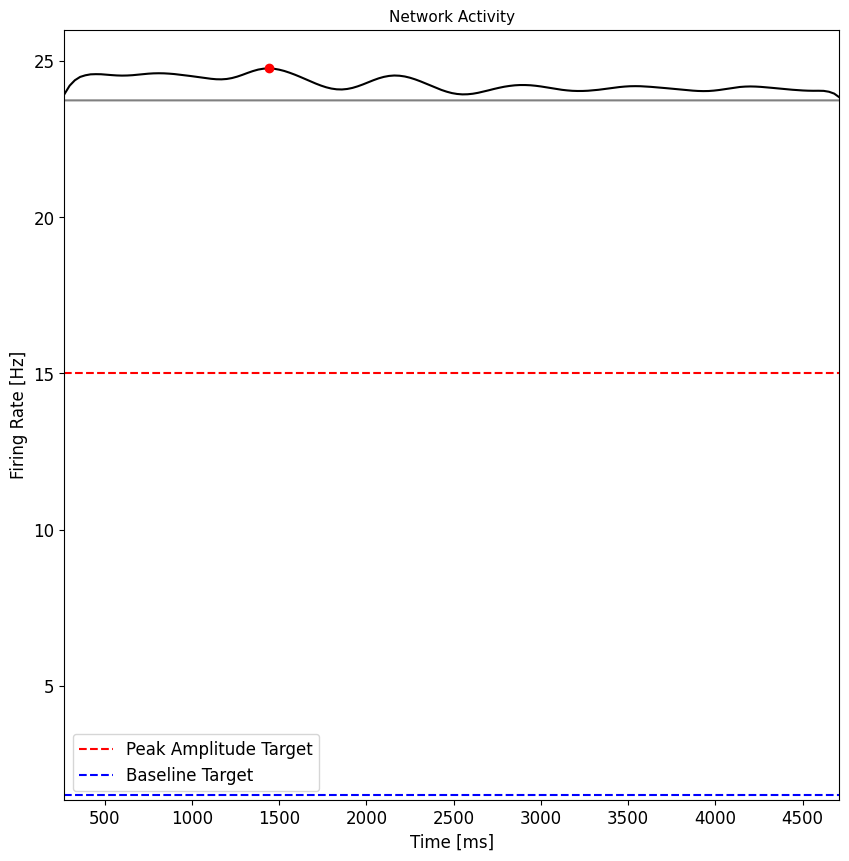 Network Activity
25
20
15
10
5
Firing Rate [Hz]
Peak Amplitude Target
Baseline Target
500 1000 1500 2000 2500 3000 3500 4000 4500
Time [ms]